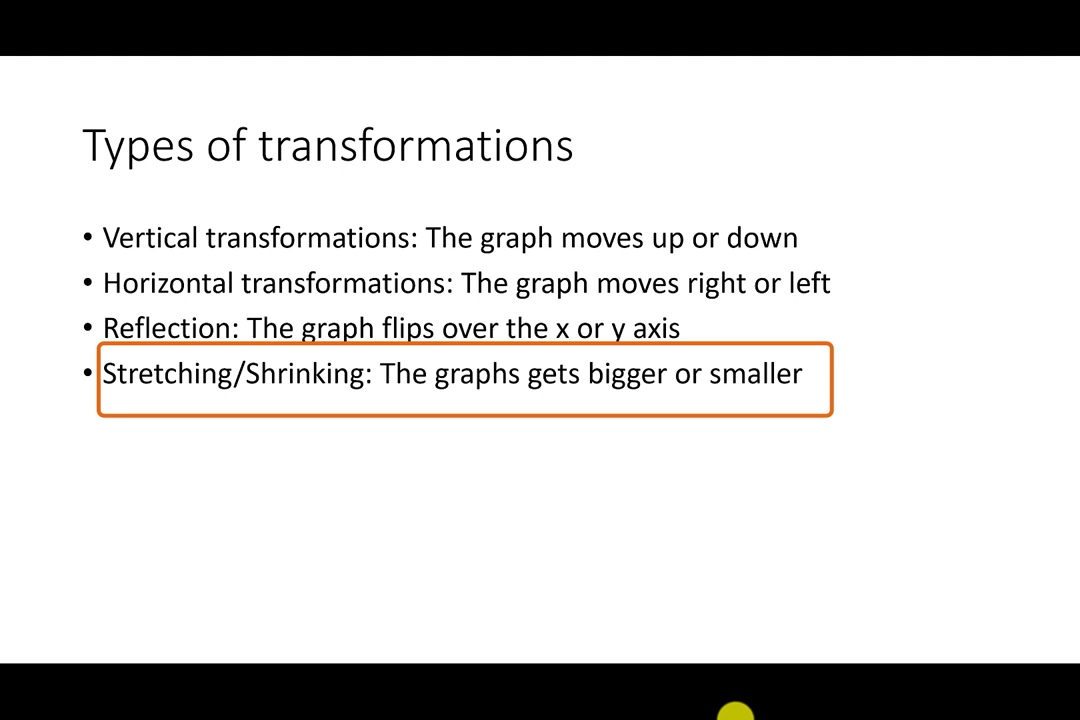 Types of transformations
• Vertical transformations: The graph moves up or down
• Horizontal transformations: The graph moves right or left
• Reflection: The graph flips over the x or y axis
• Stretching/Shrinking: The graphs gets bigger or smaller